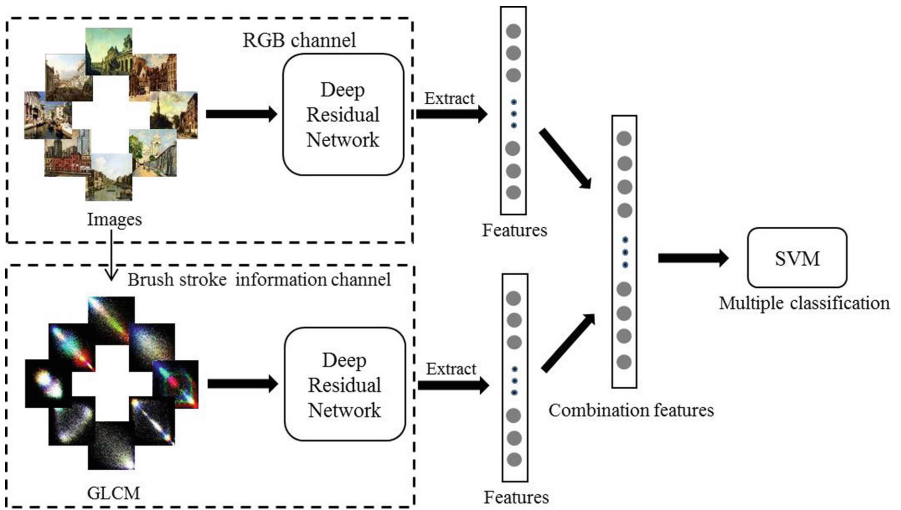 RGB channel
Deep
Residual
Network
Extract
Images
Features
Brush stroke information channel
Deep
Residual
Network
Extract
GLCM
Features
Combination features
SVM
Multiple classification